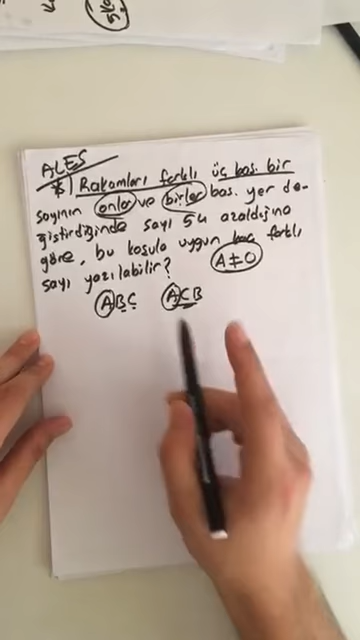 ALES
*) Rakamları farklı üç bas. bir
sayının onlar ve birler bas. yer de-
ğiştirdiğinde sayı 54 azaldığına
göre, bu koşula uygun kaç farklı
sayı yazılabilir? A≠0
ABC ACB